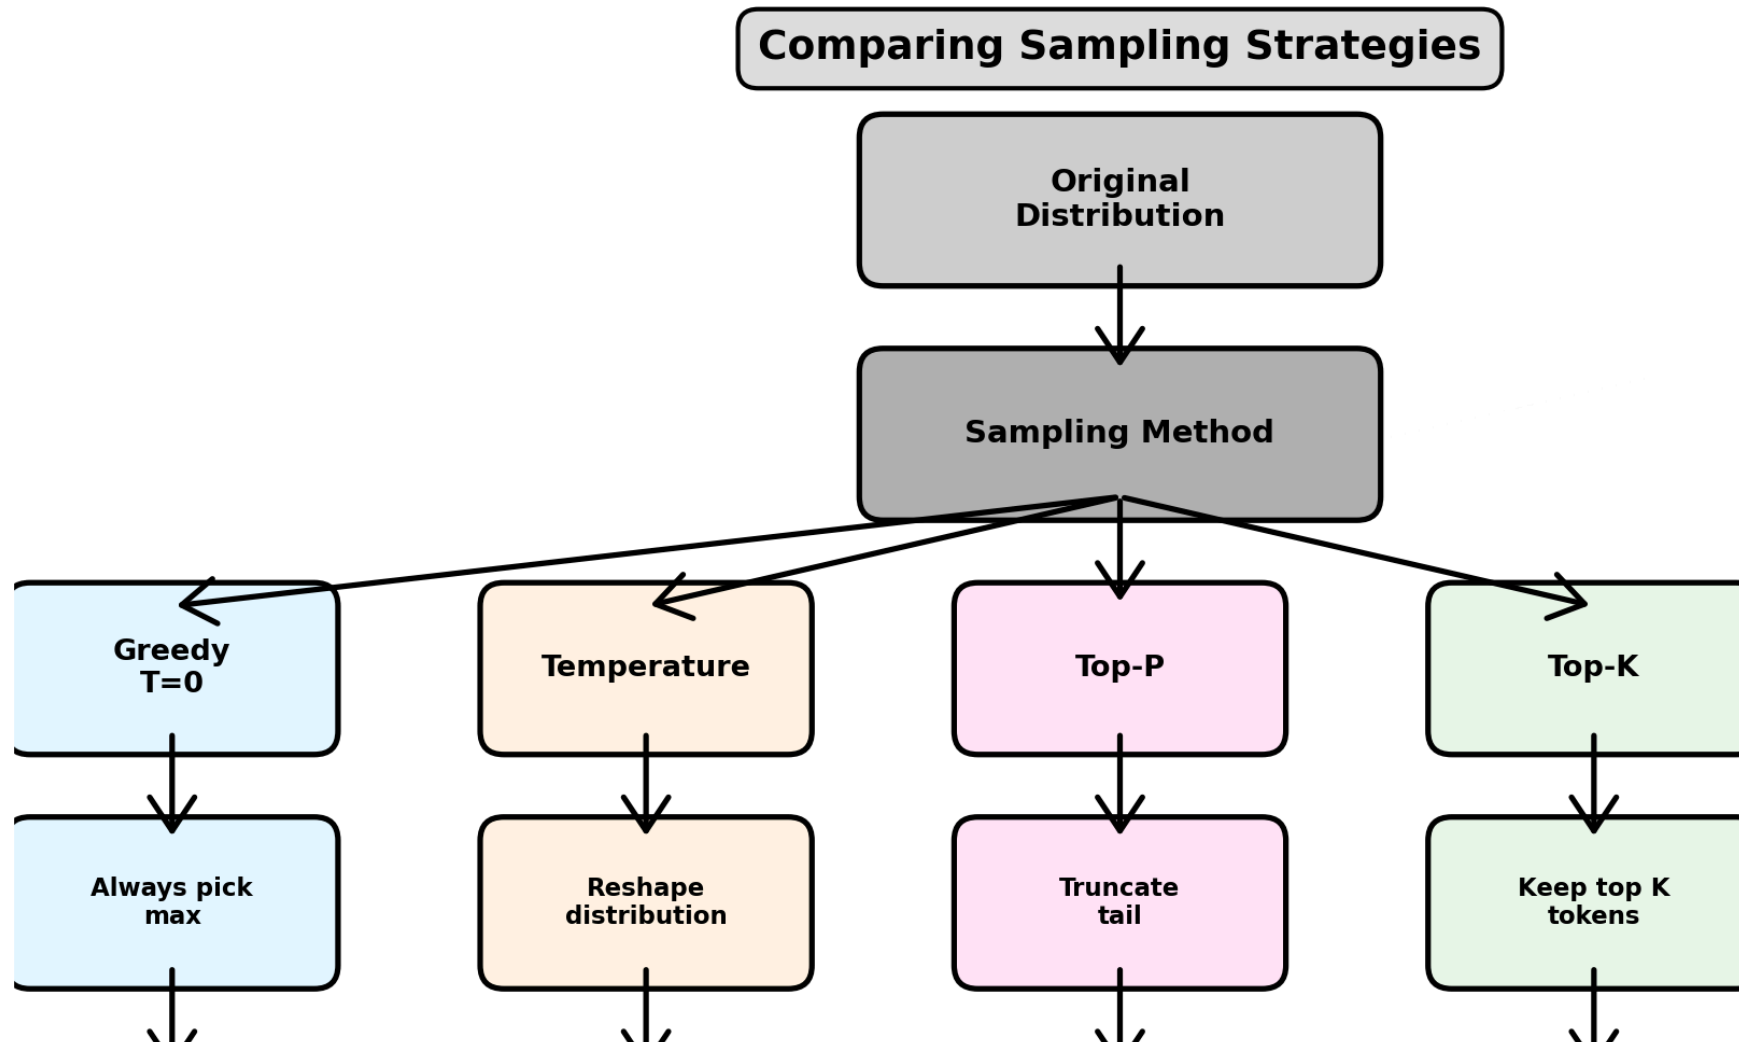 Comparing Sampling Strategies
Original
Distribution
Sampling Method
Greedy
T=0
Temperature
Top-P
Top-K
Always pick
max
Reshape
distribution
Truncate
tail
Keep top K
tokens